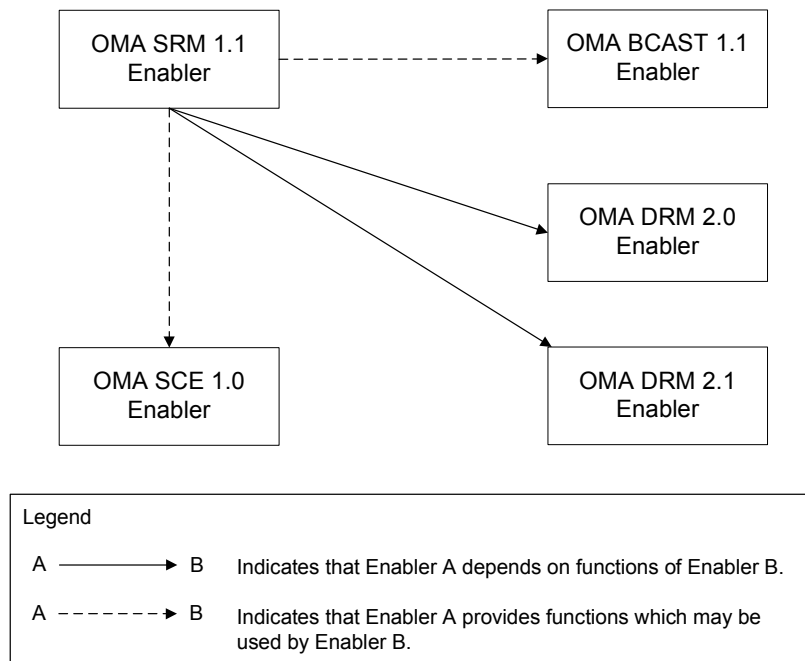 OMA SRM 1.1
Enabler
OMA BCAST 1.1
Enabler
OMA DRM 2.0
Enabler
OMA SCE 1.0
Enabler
OMA DRM 2.1
Enabler
Legend
A B Indicates that Enabler A depends on functions of Enabler B.
A B Indicates that Enabler A provides functions which may be
used by Enabler B.